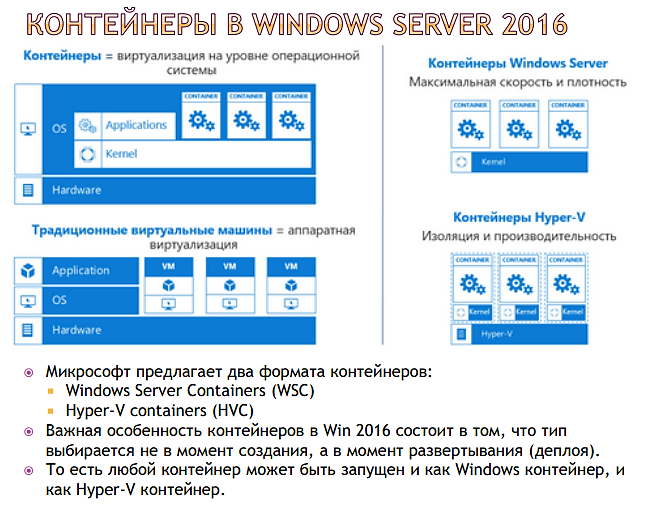 КОНТЕЙНЕРЫ В WINDOWS SERVER 2016
Контейнеры = виртуализация на уровне операционной
системы
CONTAINER CONTAINER CONTAINER
OS
Applications
Kernel
Hardware
Традиционные виртуальные машины = аппаратная
виртуализация
Application
VM VM VM
OS
Hardware
Контейнеры Windows Server
Максимальная скорость и плотность
CONTAINER CONTAINER CONTAINER
Kernel
Контейнеры Hyper-V
Изоляция и производительность
CONTAINER CONTAINER CONTAINER
Kernel Kernel Kernel
Hyper-V
Микрософт предлагает два формата контейнеров:
Windows Server Containers (WSC)
Hyper-V containers (HVC)
Важная особенность контейнеров в Win 2016 состоит в том, что тип
выбирается не в момент создания, а в момент развертывания (деплоя).
То есть любой контейнер может быть запущен и как Windows контейнер, и
как Hyper-V контейнер.